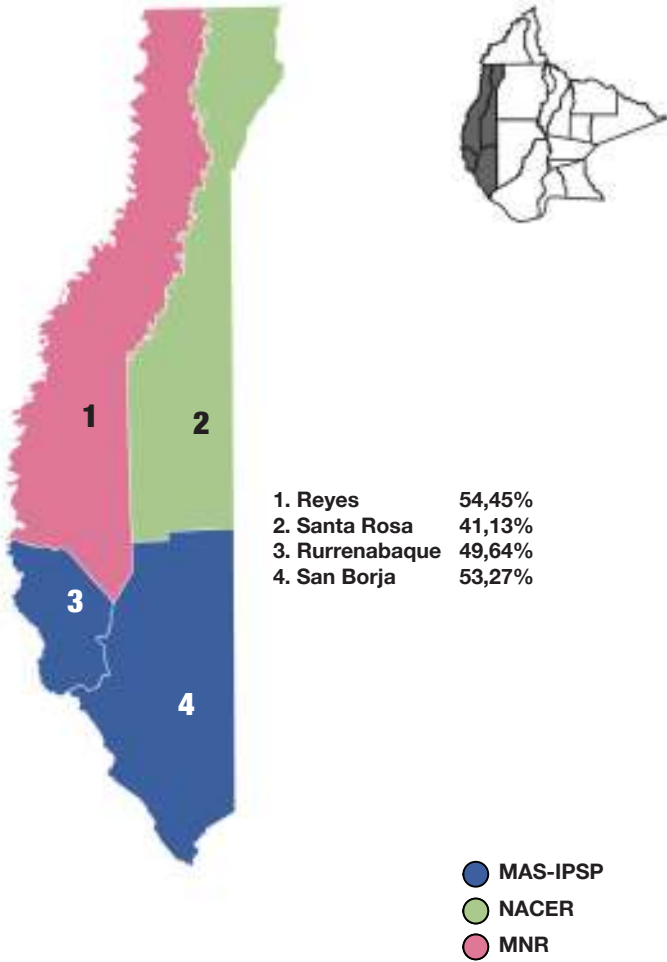 1
2
1. Reyes 54,45%
2. Santa Rosa 41,13%
3. Rurrenabaque 49,64%
4. San Borja 53,27%
3
4
MAS-IPSP
NACER
MNR